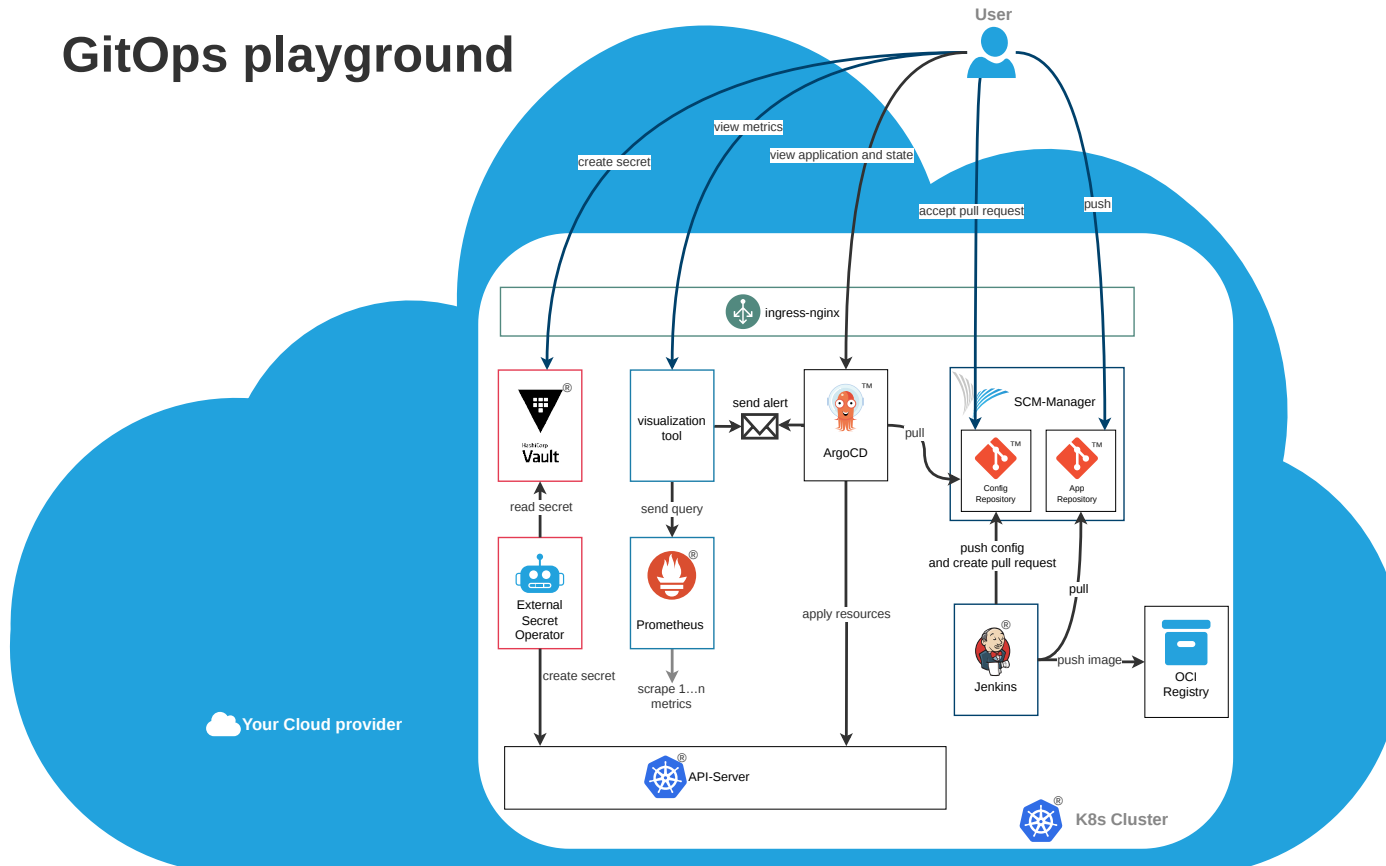 User
GitOps playground
view metrics
view application and state
create secret
accept pull request
push
ingress-nginx
®
HashiCorp
Vault
visualization
tool
send alert
™
ArgoCD
pull
SCM-Manager
™
Config
Repository
™
App
Repository
read secret
send query
push config
and create pull request
pull
External
Secret
Operator
®
Prometheus
apply resources
®
Jenkins
push image
OCI
Registry
create secret
scrape 1...n
metrics
Your Cloud provider
®
API-Server
®
K8s Cluster